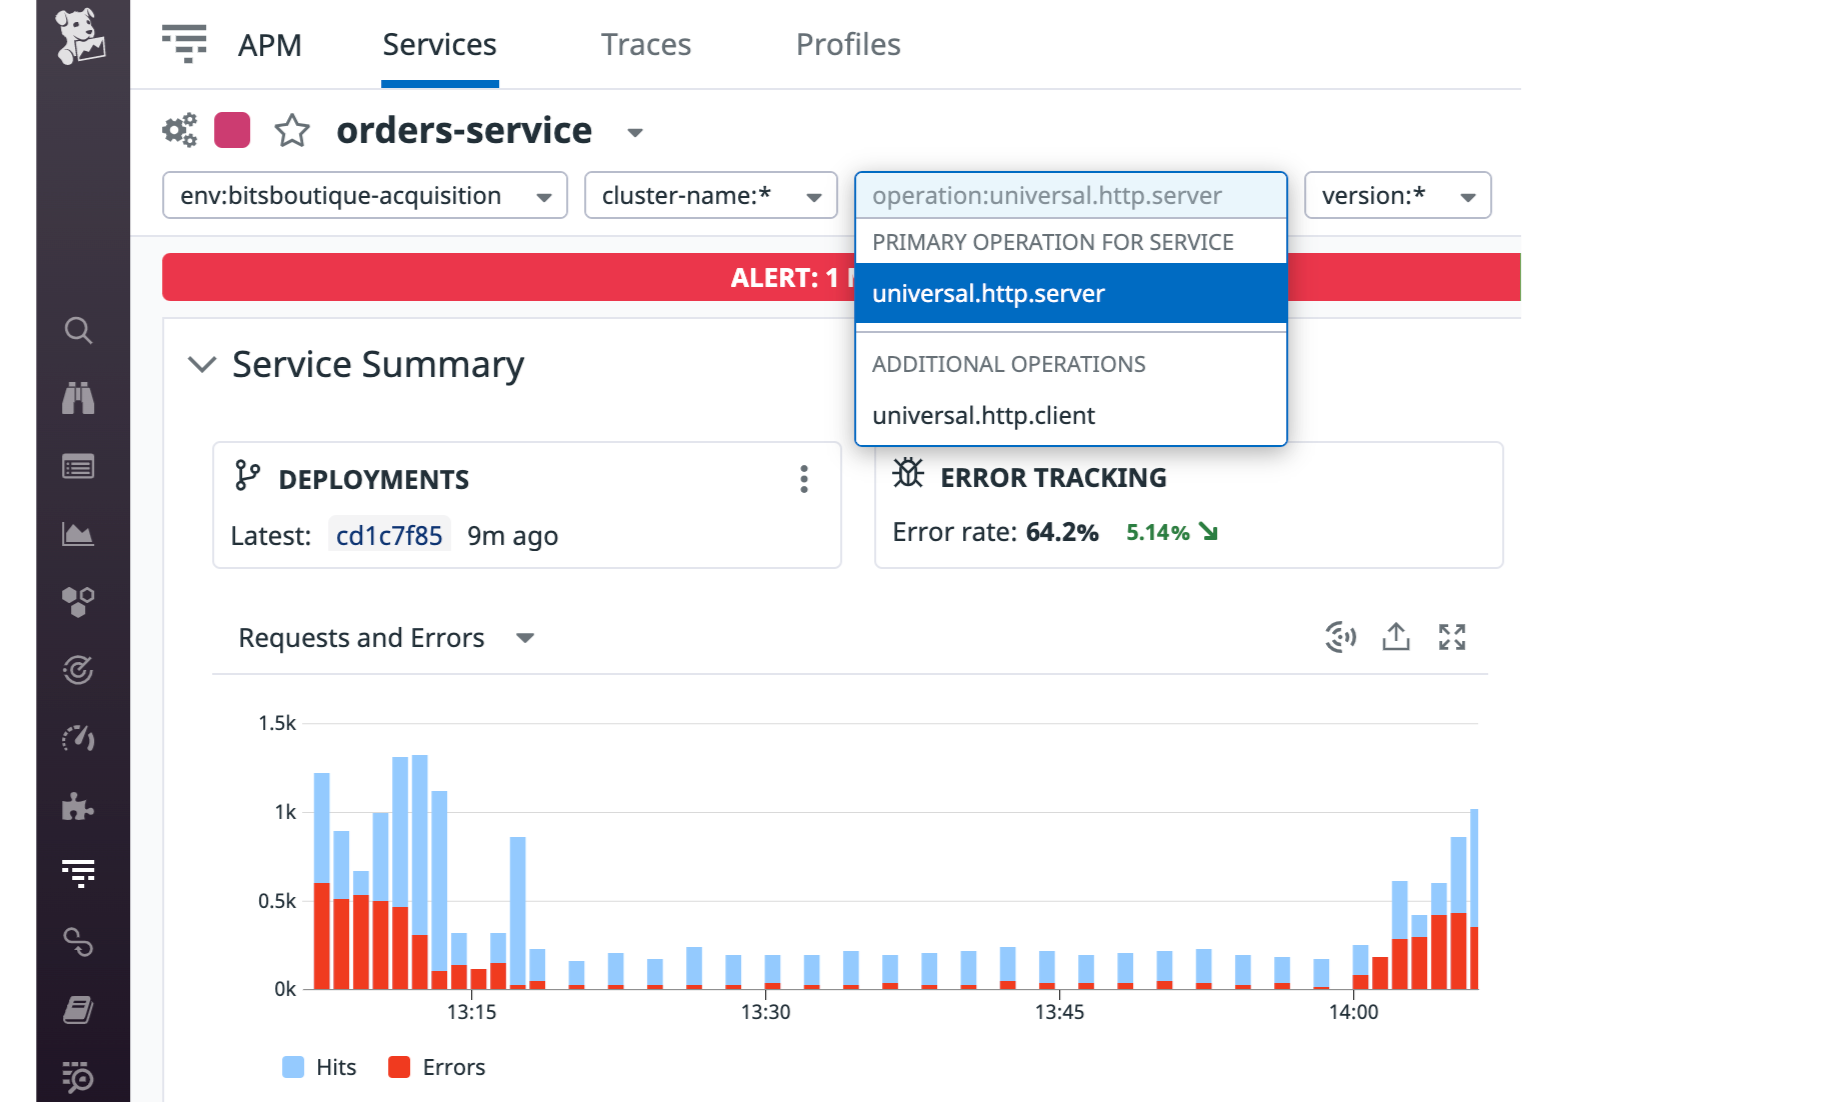 APM
Services
Traces
Profiles
orders-service
env:bitsboutique-acquisition
cluster-name:*
operation:universal.http.server
version:*
PRIMARY OPERATION FOR SERVICE
ALERT: 1
universal.http.server
ADDITIONAL OPERATIONS
universal.http.client
Service Summary
DEPLOYMENTS
Latest: cd1c7f85 9m ago
ERROR TRACKING
Error rate: 64.2% 5.14%
Requests and Errors
1.5k
1k
0.5k
0k
13:15
13:30
13:45
14:00
Hits
Errors